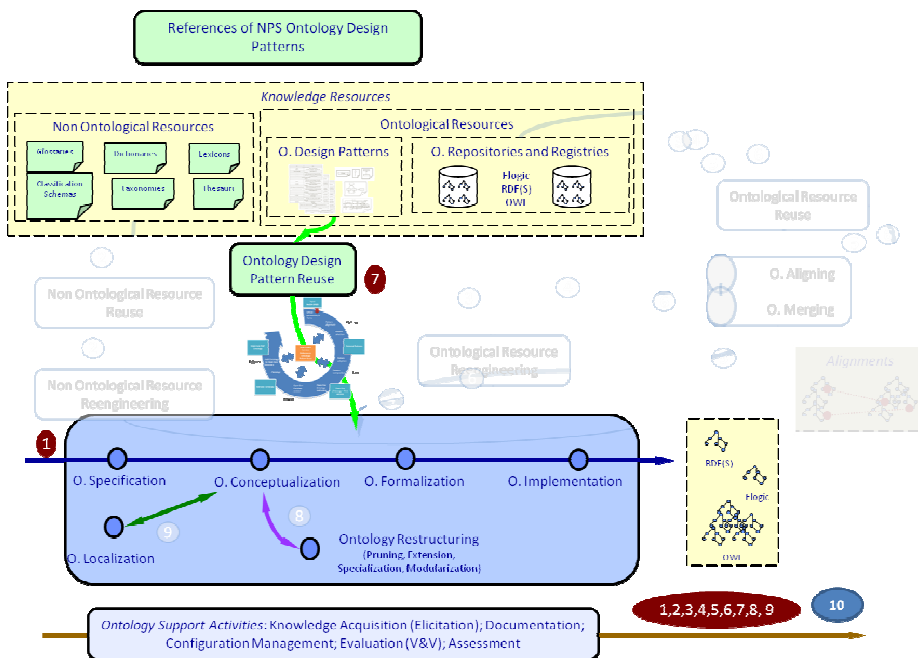 References of NPS Ontology Design
Patterns
Knowledge Resources
Non Ontological Resources
Glossaries
Dictionaries
Lexicons
Classification
Schemas
Taxonomies
Thesauri
Ontological Resources
O. Design Patterns
O. Repositories and Registries
Flogic
RDF(S)
OWL
Ontology Design
Pattern Reuse
7
Non Ontological Resource
Reuse
Non Ontological Resource
Reengineering
Ontological Resource
Reengineering
Ontological Resource
Reuse
O. Aligning
O. Merging
Alignments
1
O. Specification
O. Conceptualization
O. Formalization
O. Implementation
9
8
O. Localization
Ontology Restructuring
(Pruning, Extension,
Specialization, Modularization)
RDF(S)
Flogic
OWL
1,2,3,4,5,6,7,8, 9
10
Ontology Support Activities: Knowledge Acquisition (Elicitation); Documentation;
Configuration Management; Evaluation (V&V); Assessment